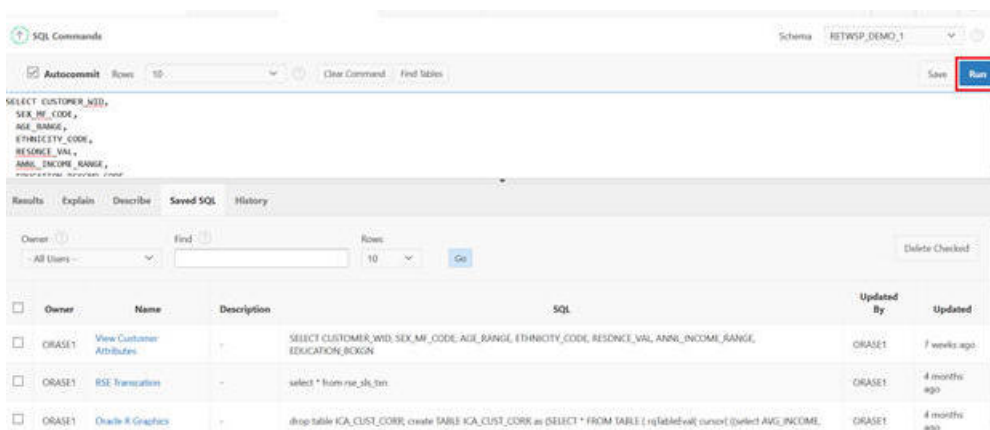 SQL Commands
Schema RETWSP_DEMO_1
Autocommit Rows 10 Clear Command Find Tables Save Run
SELECT CUSTOMER_WID,
SEX_MF_CODE,
AGE_RANGE,
ETHNICITY_CODE,
RESDNCE_VAL,
ANNL_INCOME_RANGE,
Results Explain Describe Saved SQL History
Owner Find Rows
- All Users - 10 Go Delete Checked
Owner Name Description SQL Updated By Updated
ORASE1 View Customer Attributes - SELECT CUSTOMER_WID, SEX_MF_CODE, AGE_RANGE, ETHNICITY_CODE, RESDNCE_VAL, ANNL_INCOME_RANGE,
EDUCATION_BCKGN ORASE1 7 weeks ago
ORASE1 RSE Transcation - select * from rse_sls_txn ORASE1 4 months ago
ORASE1 Oracle R Graphics - drop table ICA_CUST_CORR; create TABLE ICA_CUST_CORR as (SELECT * FROM TABLE ( rqTableEval( cursor( ((select AVG_INCOME, ORASE1 4 months ago